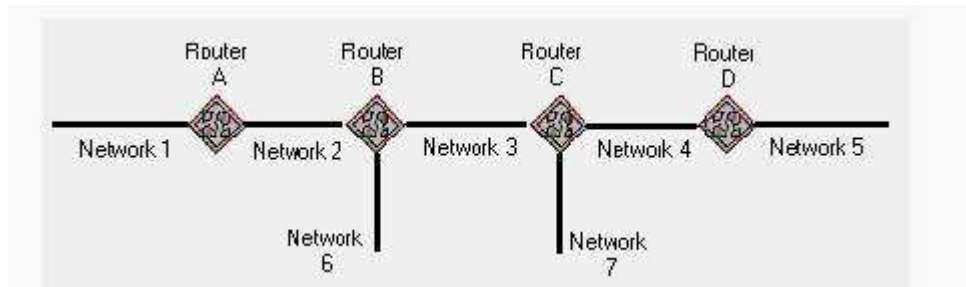 Router
A
Router
B
Router
C
Router
D
Network 1
Network 2
Network 3
Network 4
Network 5
Network
6
Network
7